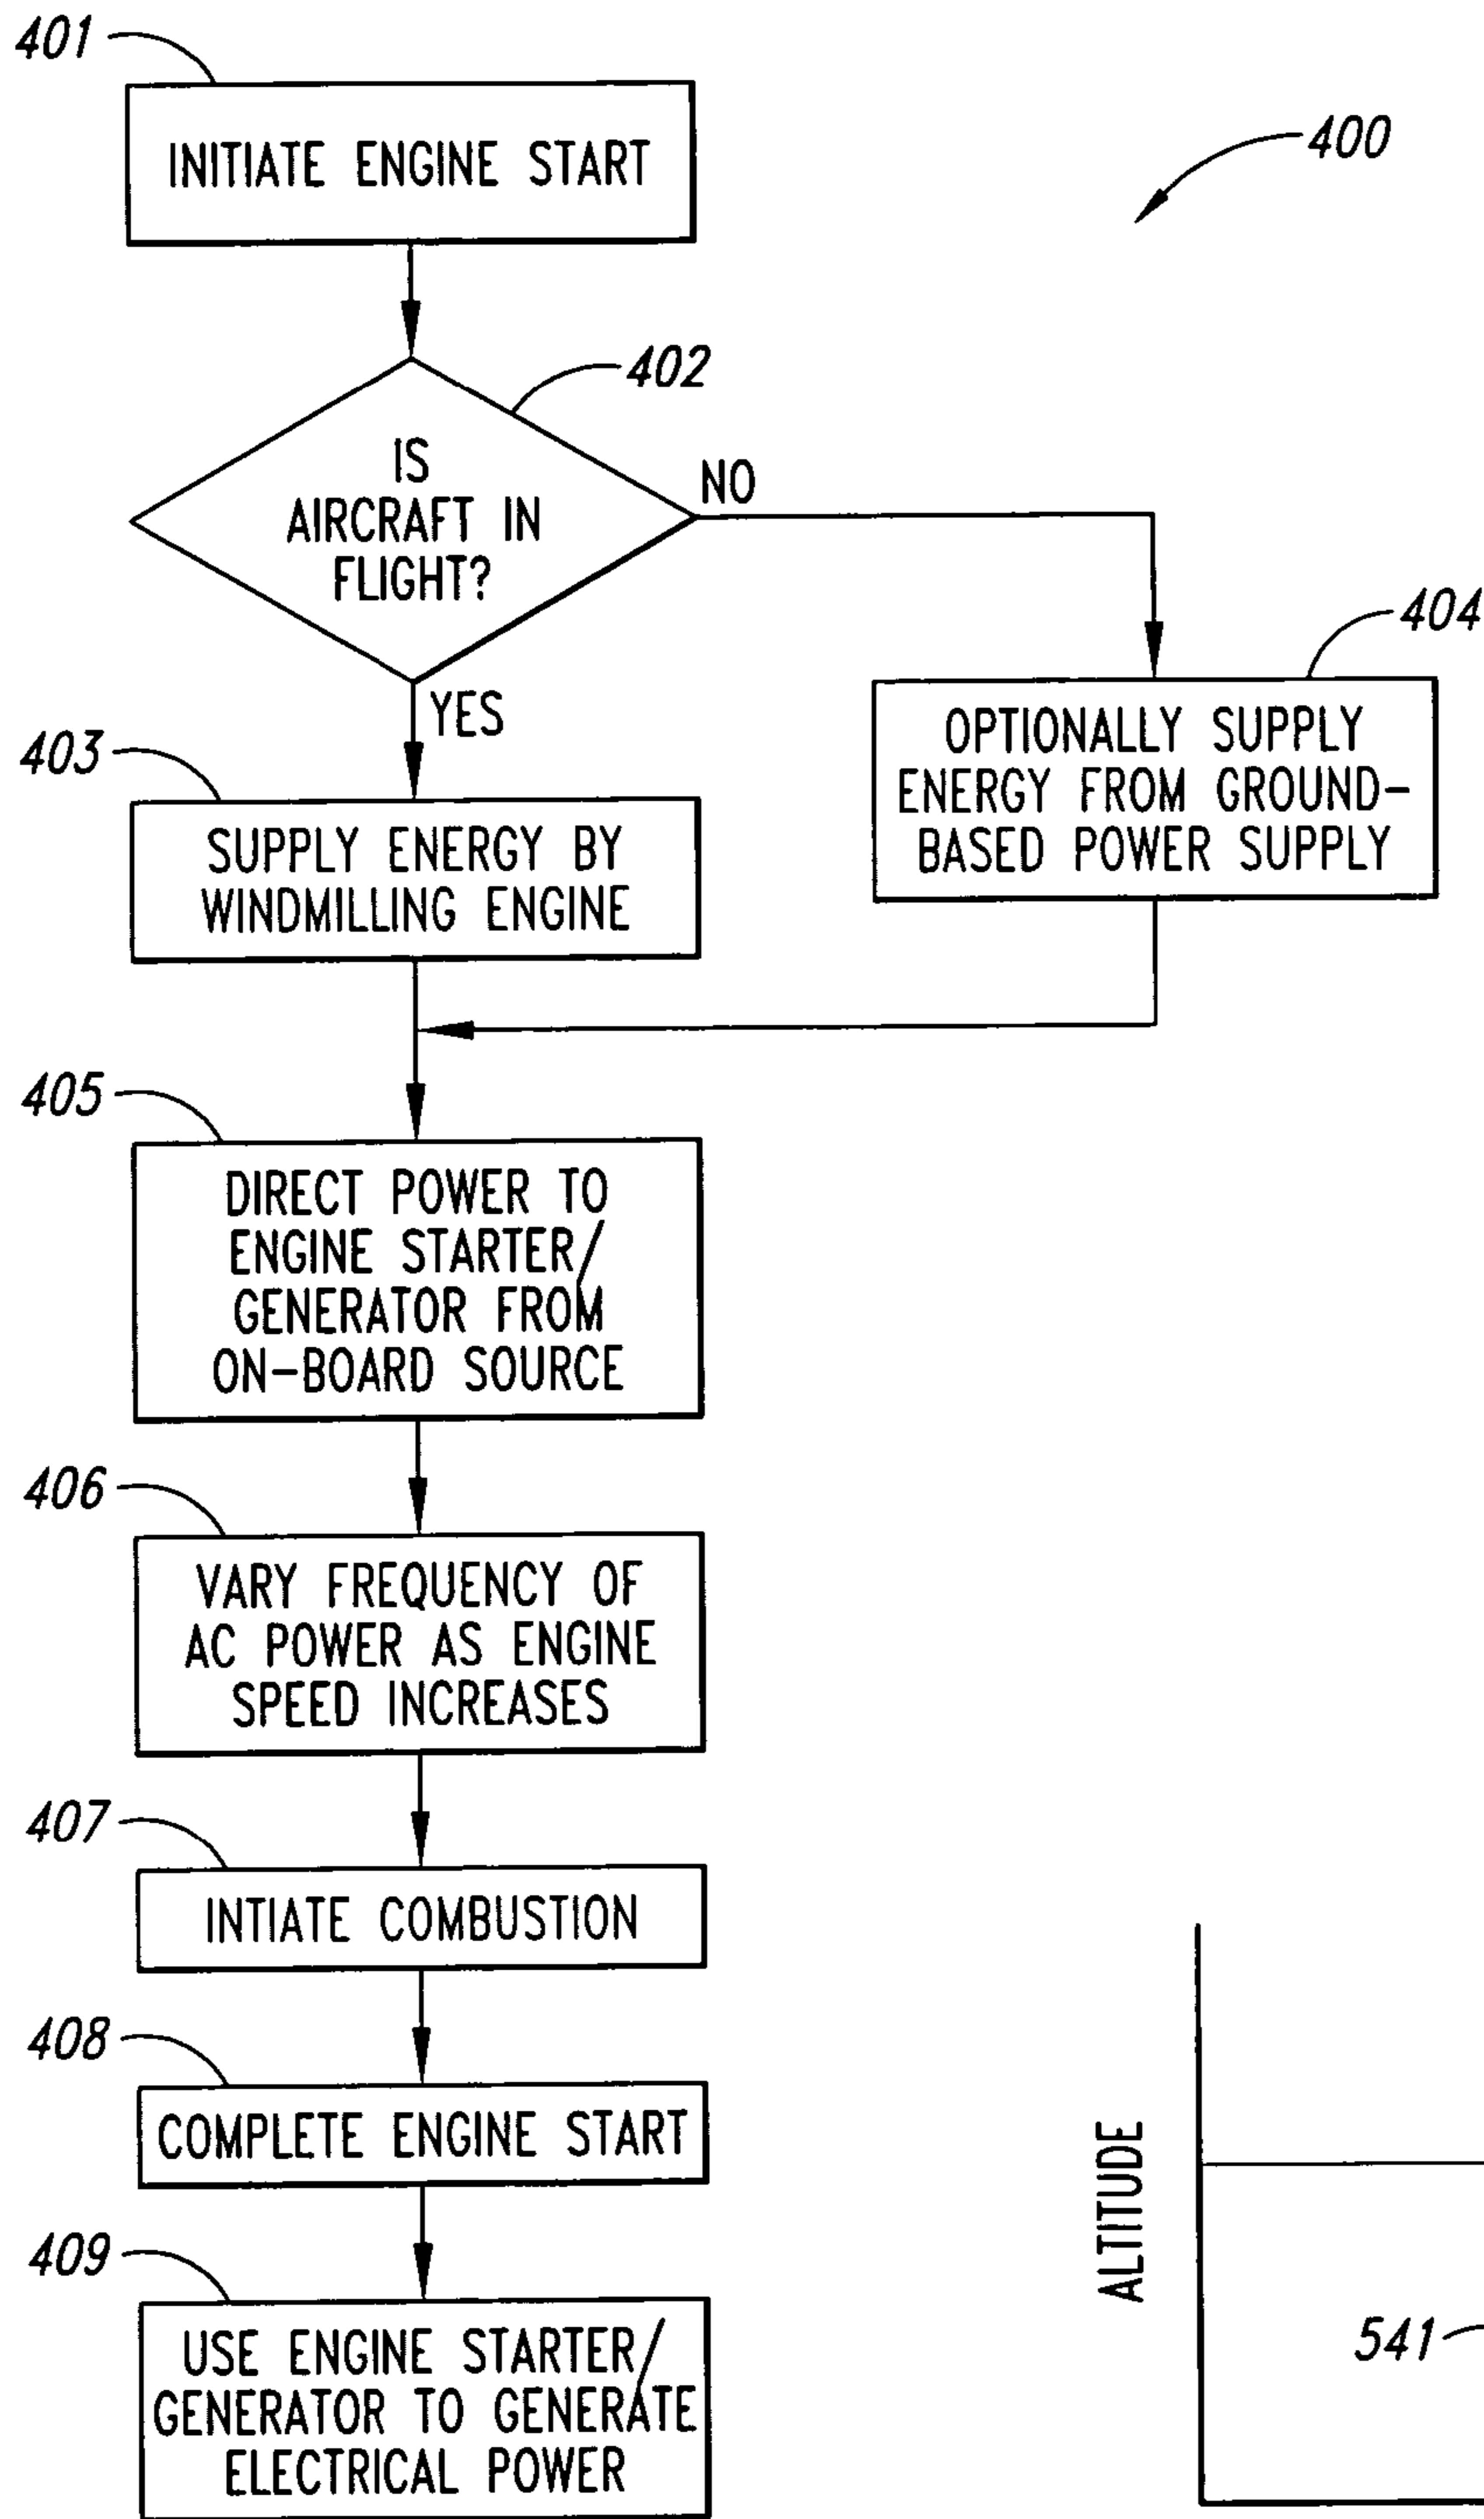 401
INITIATE ENGINE START
400
402
IS
AIRCRAFT IN
FLIGHT?
NO
YES
404
OPTIONALLY SUPPLY
ENERGY FROM GROUND-
BASED POWER SUPPLY
403
SUPPLY ENERGY BY
WINDMILLING ENGINE
405
DIRECT POWER TO
ENGINE STARTER/
GENERATOR FROM
ON-BOARD SOURCE
406
VARY FREQUENCY OF
AC POWER AS ENGINE
SPEED INCREASES
407
INTIATE COMBUSTION
408
COMPLETE ENGINE START
409
USE ENGINE STARTER/
GENERATOR TO GENERATE
ELECTRICAL POWER
ALTITUDE
541